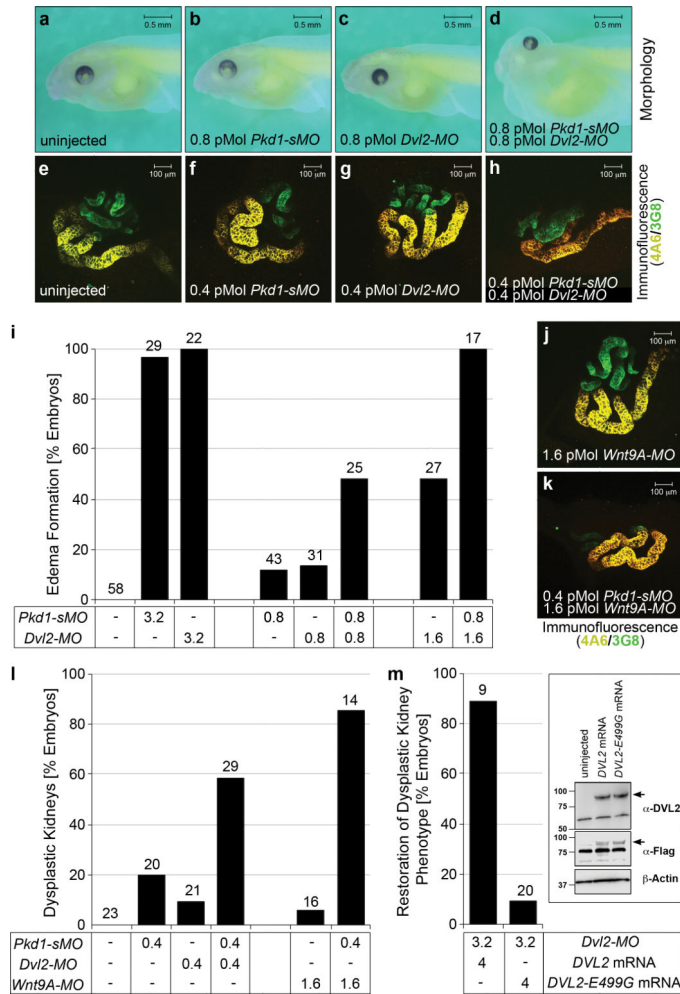 a
0.5 mm
uninjected
b
0.5 mm
0.8 pMol Pkd1-sMO
c
0.5 mm
0.8 pMol Dvl2-MO
d
0.5 mm
0.8 pMol Pkd1-sMO
0.8 pMol Dvl2-MO
Morphology
e
100 µm
uninjected
f
100 µm
0.4 pMol Pkd1-sMO
g
100 µm
0.4 pMol Dvl2-MO
h
100 µm
0.4 pMol Pkd1-sMO
0.4 pMol Dvl2-MO
Immunofluorescence
(4A6/3G8)
i
Edema Formation [% Embryos]
100
80
60
40
20
0
58 29 22 43 31 25 27 17
Pkd1-sMO - 3.2 - 0.8 - 0.8 - 0.8
Dvl2-MO - - 3.2 - 0.8 0.8 1.6 1.6
j
100 µm
1.6 pMol Wnt9A-MO
k
100 µm
0.4 pMol Pkd1-sMO
1.6 pMol Wnt9A-MO
Immunofluorescence
(4A6/3G8)
l
Dysplastic Kidneys [% Embryos]
100
80
60
40
20
0
23 20 21 29 16 14
Pkd1-sMO - 0.4 - 0.4 - 0.4
Dvl2-MO - - 0.4 0.4 - -
Wnt9A-MO - - - - 1.6 1.6
m
Restoration of Dysplastic Kidney
Phenotype [% Embryos]
100
80
60
40
20
0
9 20
3.2 3.2 Dvl2-MO
4 - DVL2 mRNA
- 4 DVL2-E499G mRNA
uninjected
DVL2 mRNA
DVL2-E499G mRNA
100
75
50
α-DVL2
100
75
α-Flag
37
β-Actin